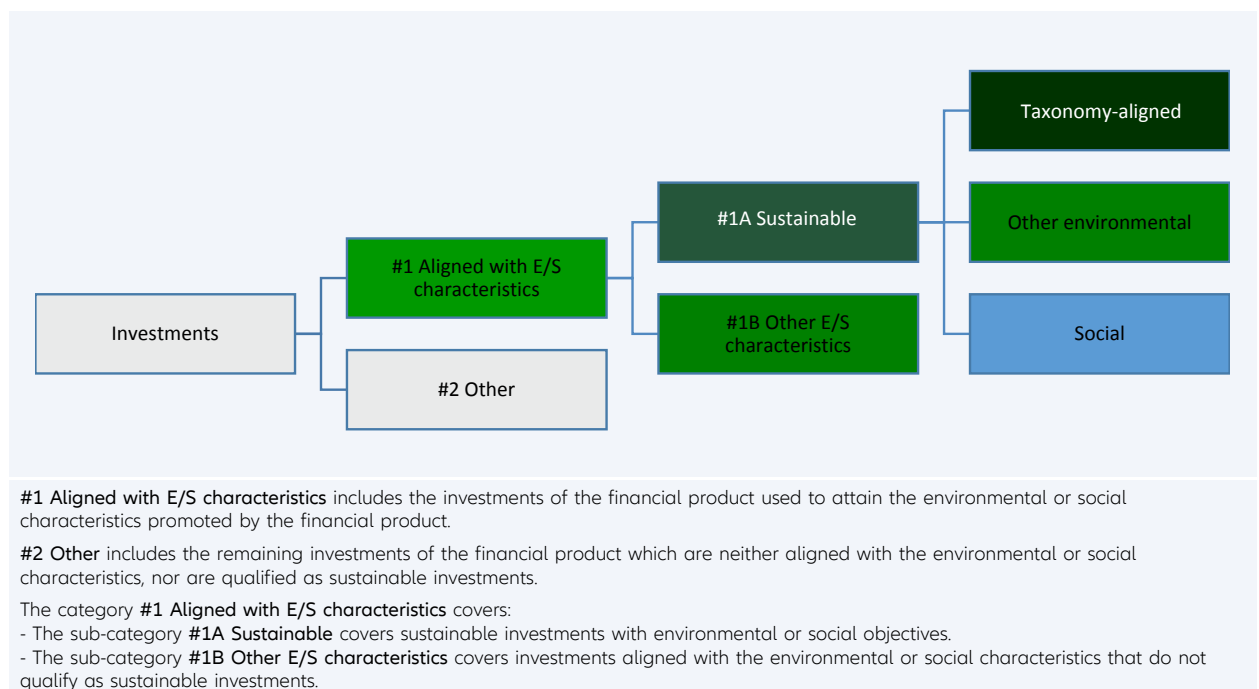 Taxonomy-aligned
#1A Sustainable
Other environmental
#1 Aligned with E/S
characteristics
Investments
#1B Other E/S
characteristics
Social
#2 Other
#1 Aligned with E/S characteristics includes the investments of the financial product used to attain the environmental or social
characteristics promoted by the financial product.
#2 Other includes the remaining investments of the financial product which are neither aligned with the environmental or social
characteristics, nor are qualified as sustainable investments.
The category #1 Aligned with E/S characteristics covers:
- The sub-category #1A Sustainable covers sustainable investments with environmental or social objectives.
- The sub-category #1B Other E/S characteristics covers investments aligned with the environmental or social characteristics that do not
qualify as sustainable investments.